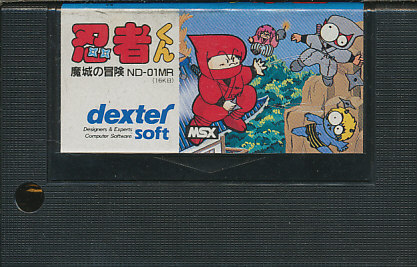 忍者くん
魔城の冒険 ND-01MR
(16KB)
dexter
Designers & Experts
Computer Software
soft
MSX